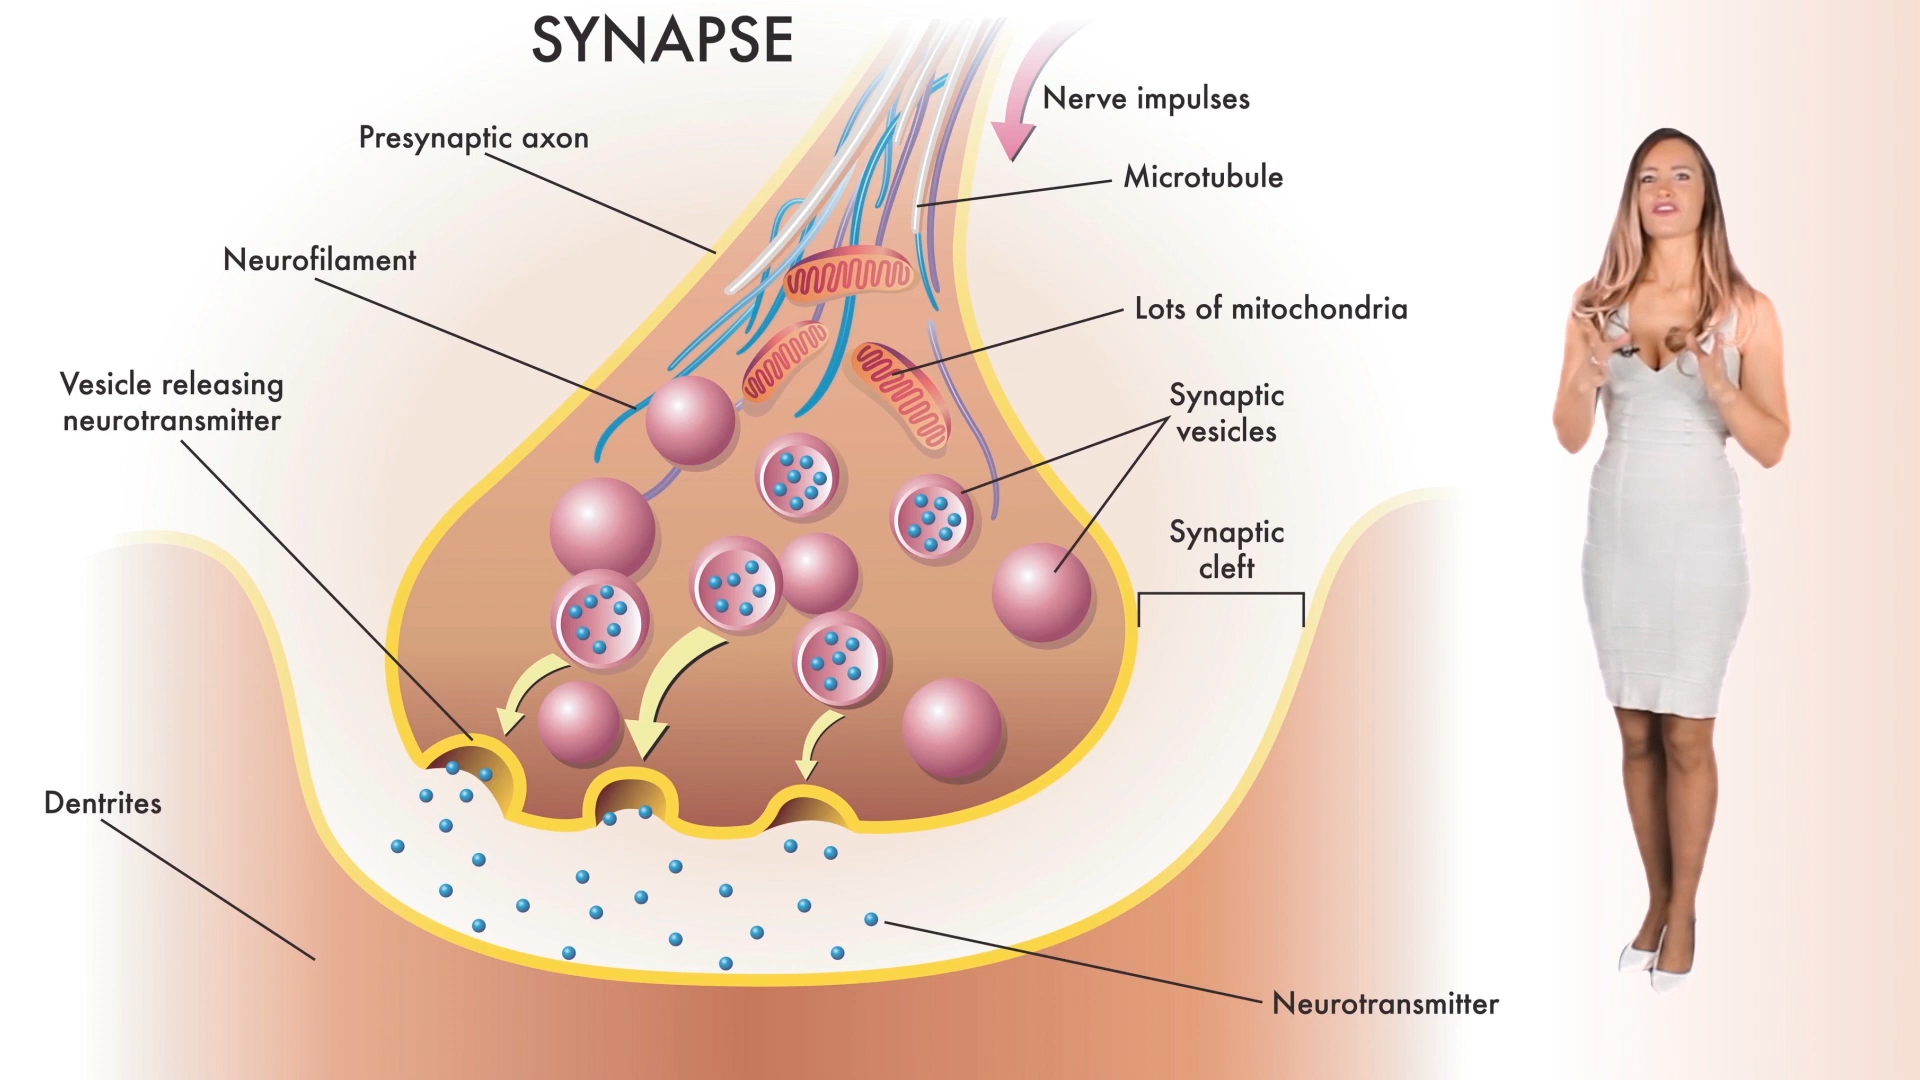 SYNAPSE
Nerve impulses
Presynaptic axon
Microtubule
Neurofilament
Lots of mitochondria
Vesicle releasing
neurotransmitter
Synaptic
vesicles
Synaptic
cleft
Dentrites
Neurotransmitter